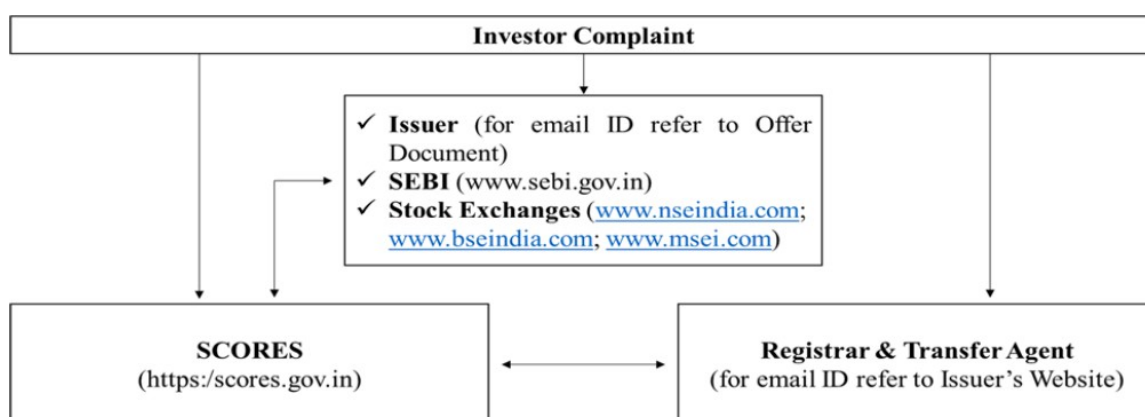 Investor Complaint
✓ Issuer (for email ID refer to Offer
Document)
✓ SEBI (www.sebi.gov.in)
✓ Stock Exchanges (www.nseindia.com;
www.bseindia.com; www.msei.com)
SCORES
(https:/scores.gov.in)
Registrar & Transfer Agent
(for email ID refer to Issuer’s Website)